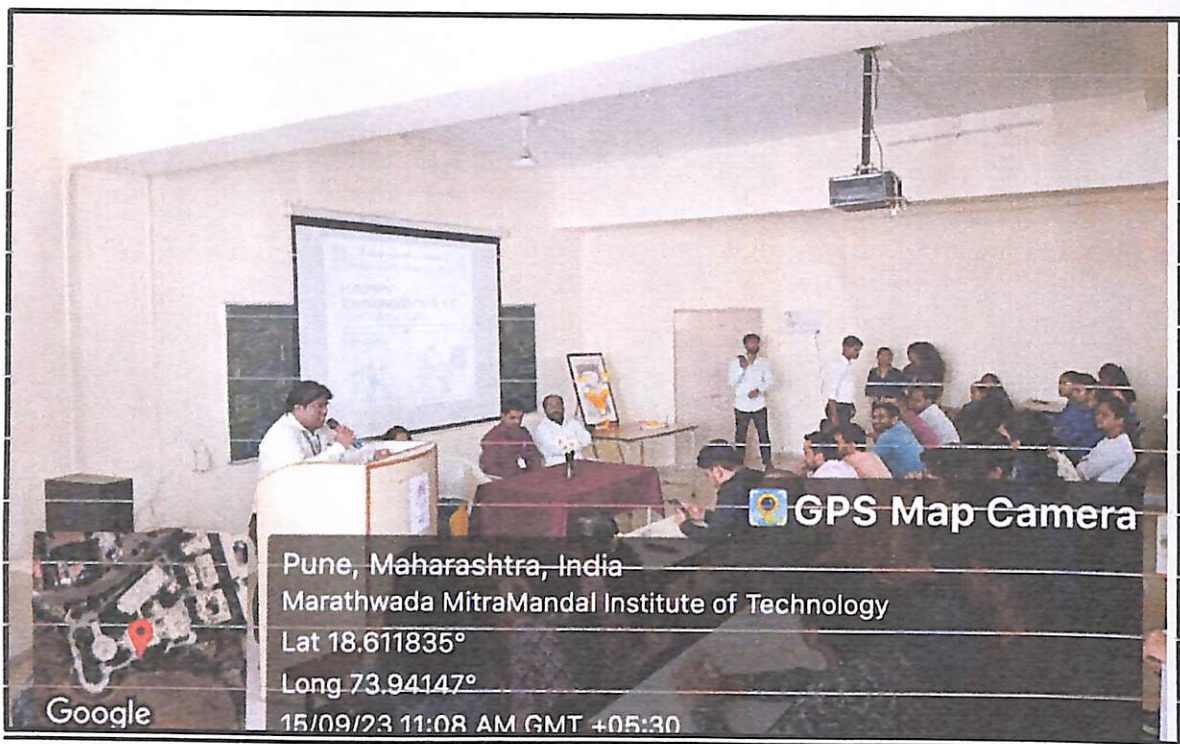 HAPPY
GPS Map Camera
Pune, Maharashtra, India
Marathwada MitraMandal Institute of Technology
Lat 18.611835°
Long 73.94147°
15/09/23 11:08 AM GMT +05:30
Google